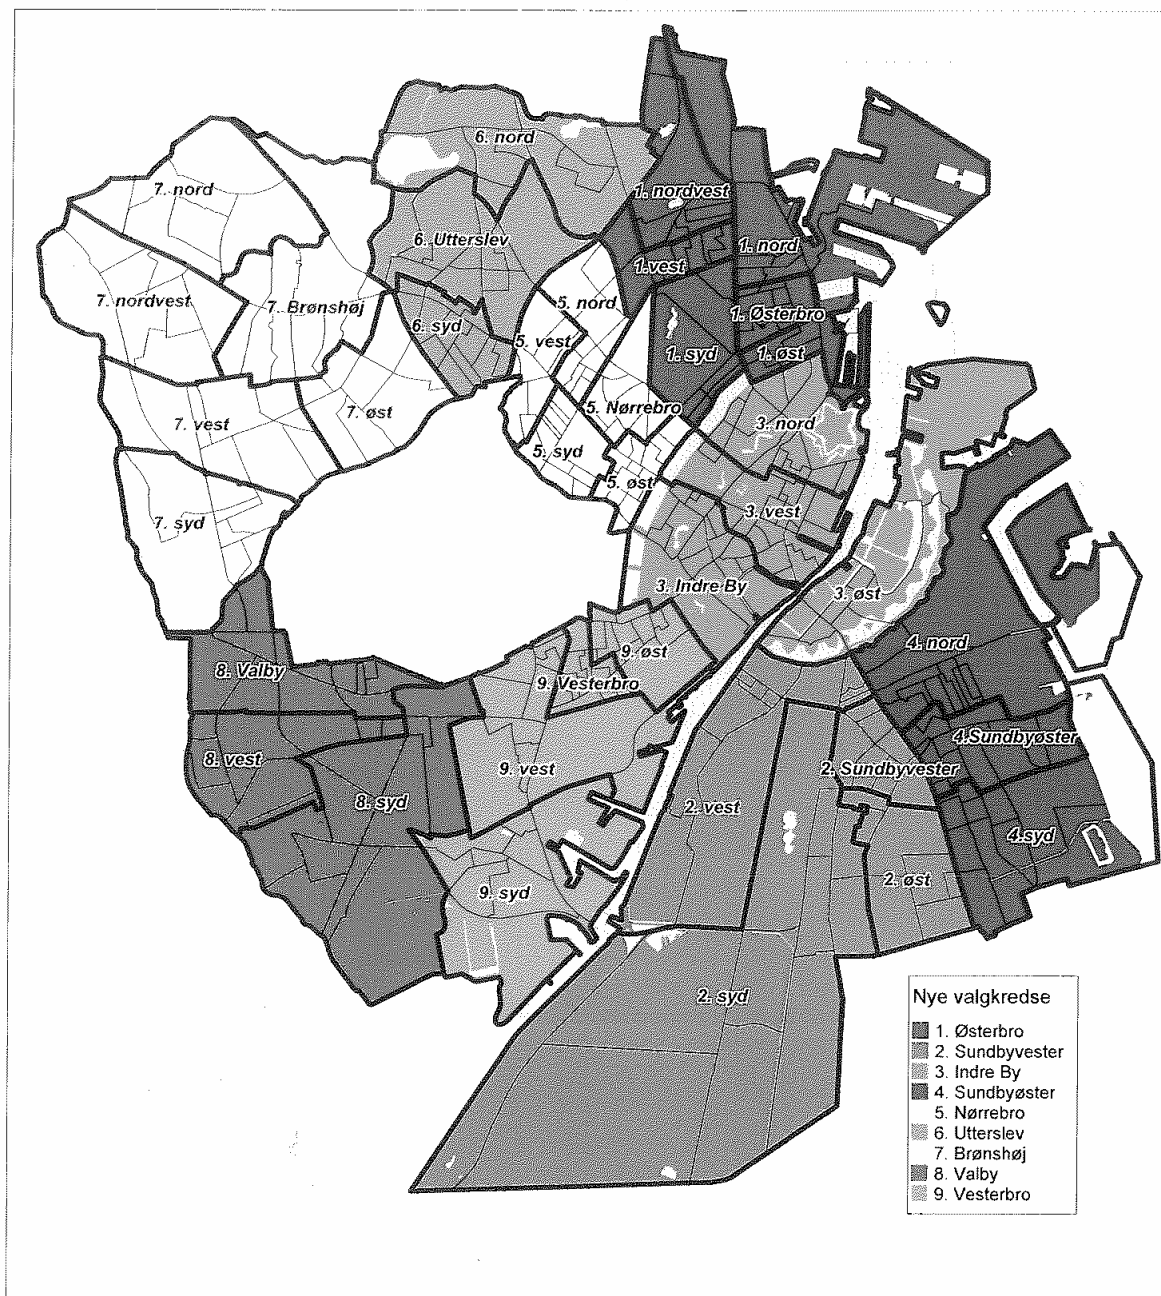 6. nord
7. nord
1. nordvest
6. Utterslev
1. nord
1.vest
7. nordvest
7. Brønshøj
5. nord
1. Østerbro
6. syd
5. vest
1. syd
1. øst
7. øst
5. Nørrebro
7. vest
3. nord
5. syd
5. øst
3. vest
7. syd
3. Indre By
3. øst
4. nord
9. øst
8. Valby
9. Vesterbro
4.Sundbyøster
8. vest
9. vest
2. Sundbyvester
8. syd
2. vest
4.syd
2. øst
9. syd
2. syd
Nye valgkredse
1. Østerbro
2. Sundbyvester
3. Indre By
4. Sundbyøster
5. Nørrebro
6. Utterslev
7. Brønshøj
8. Valby
9. Vesterbro